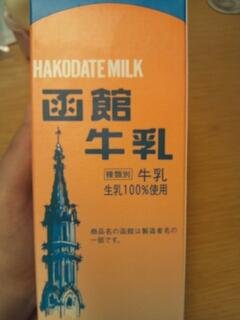 HAKODATE MILK
函館
牛乳
種類別 牛乳
生乳100%使用
商品名の函館は製造者名の
一部です。